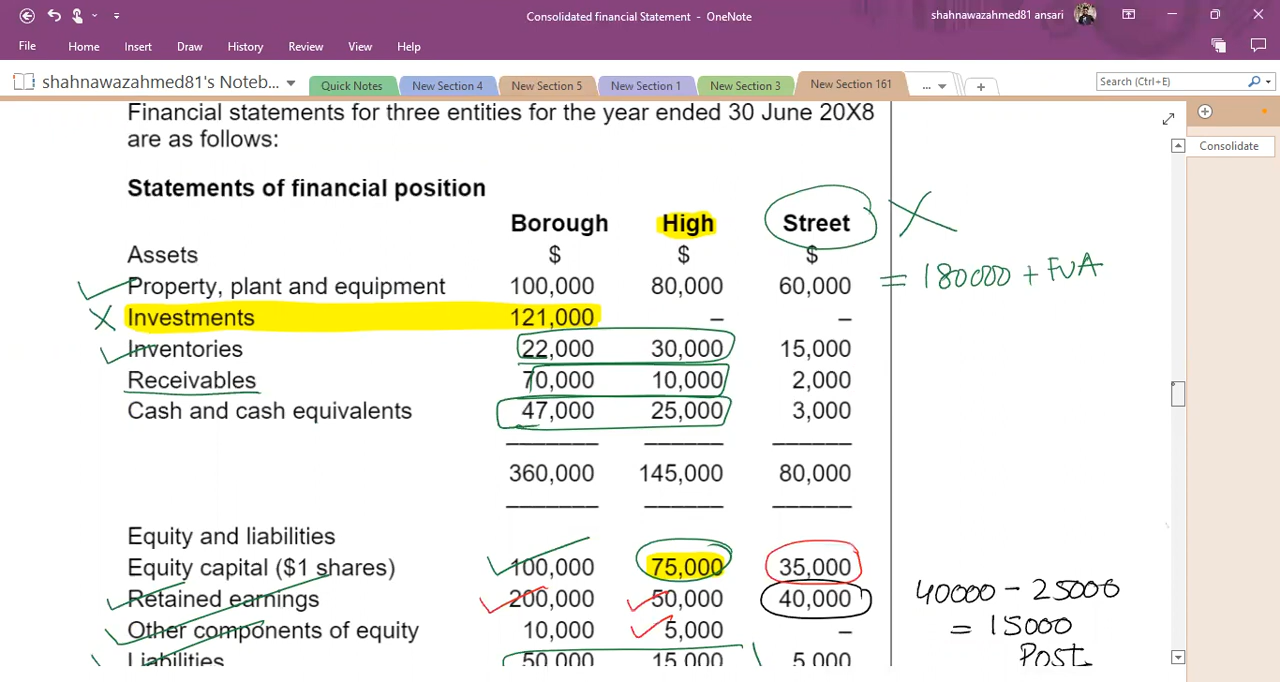 Consolidated financial Statement - OneNote
shahnawazahmed81 ansari
File Home Insert Draw History Review View Help
shahnawazahmed81's Noteb...
Quick Notes New Section 4 New Section 5 New Section 1 New Section 3 New Section 161 ...
Search (Ctrl+E)
Consolidate
Financial statements for three entities for the year ended 30 June 20X8
are as follows:
Statements of financial position
Borough High Street X
Assets $ $ $
Property, plant and equipment 100,000 80,000 60,000 = 180000 + FVA
Investments 121,000 – –
Inventories 22,000 30,000 15,000
Receivables 70,000 10,000 2,000
Cash and cash equivalents 47,000 25,000 3,000
360,000 145,000 80,000
Equity and liabilities
Equity capital ($1 shares) 100,000 75,000 35,000
Retained earnings 200,000 50,000 40,000
Other components of equity 10,000 5,000 –
Liabilities 50,000 15,000 5,000
40000 - 25000
= 15000
Post